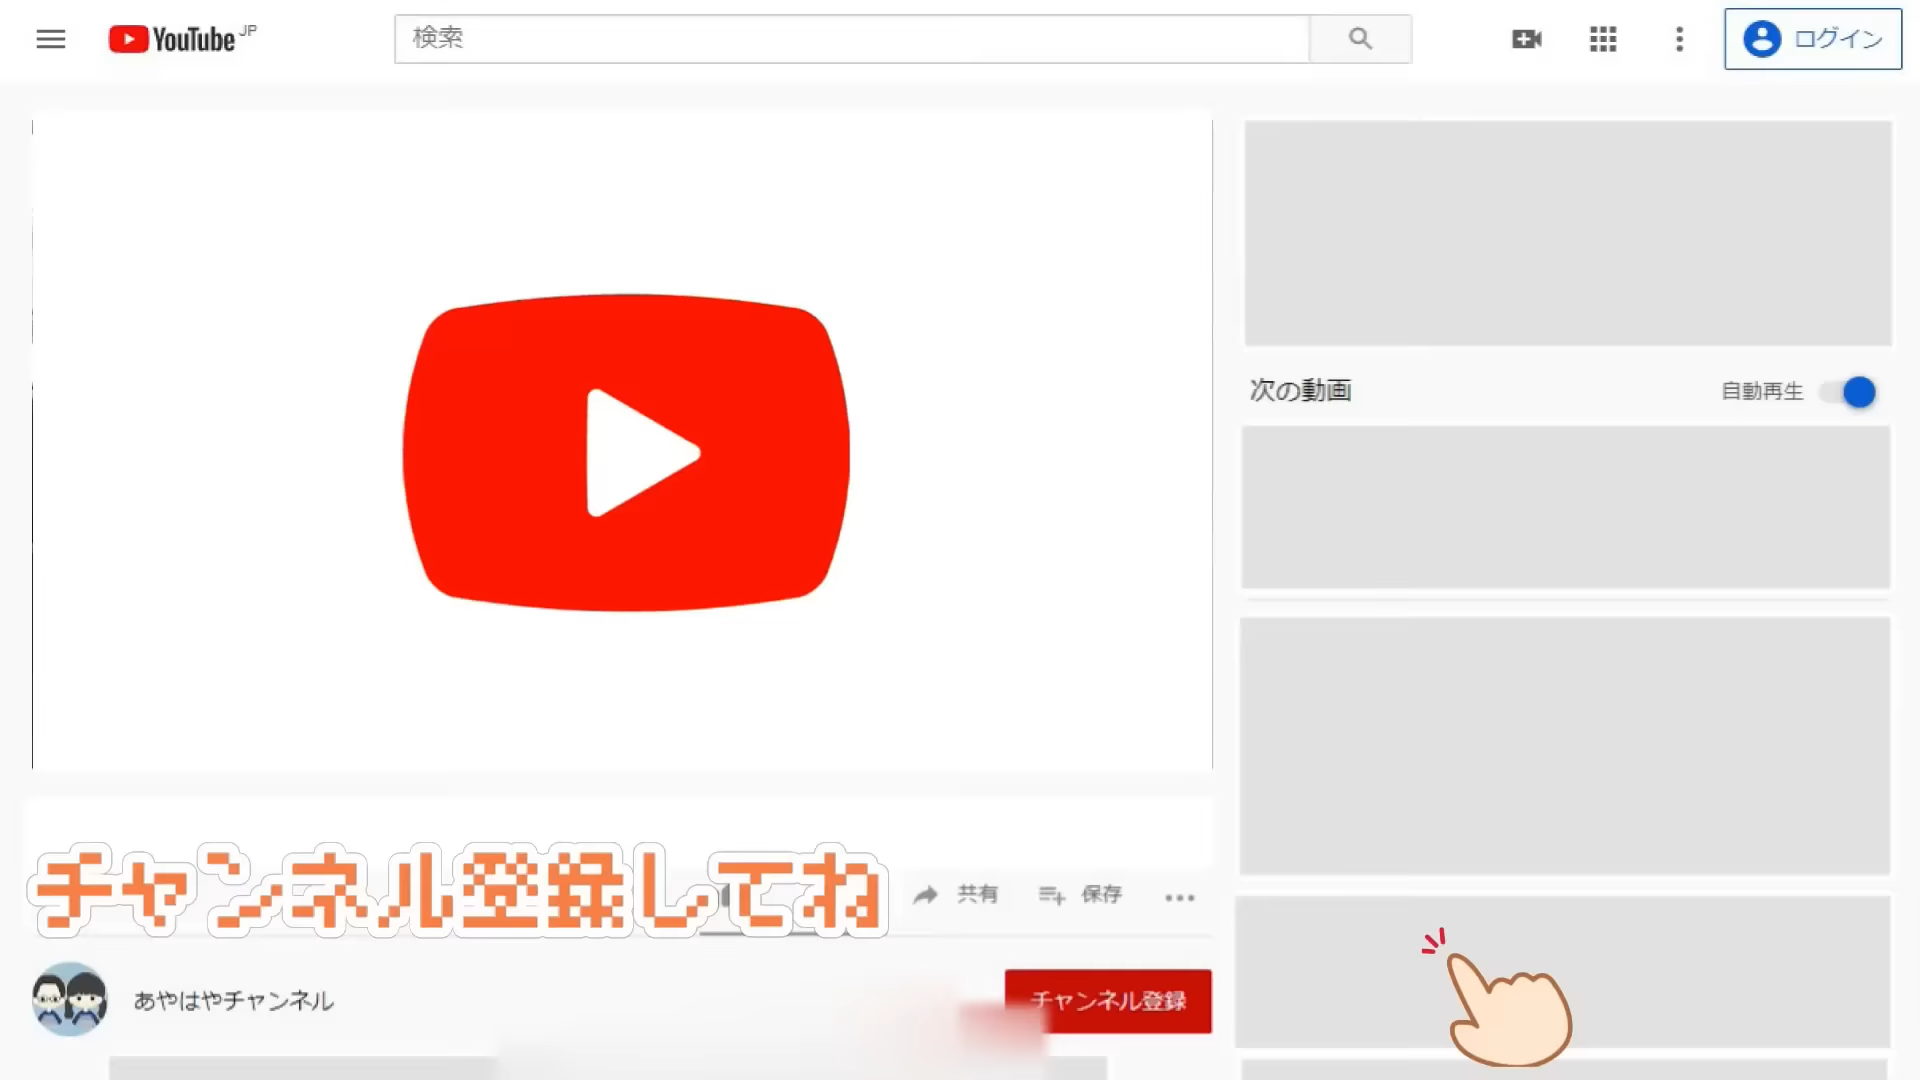 YouTube JP
検索
ログイン
次の動画
自動再生
チャンネル登録してね
共有
保存
あやはやチャンネル
チャンネル登録